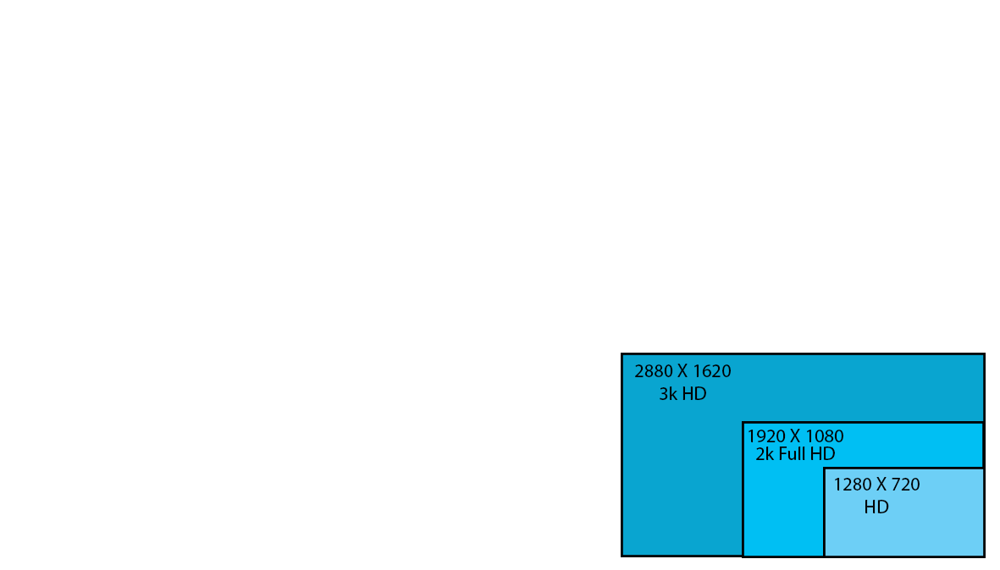 2880 X 1620
3k HD
1920 X 1080
2k Full HD
1280 X 720
HD